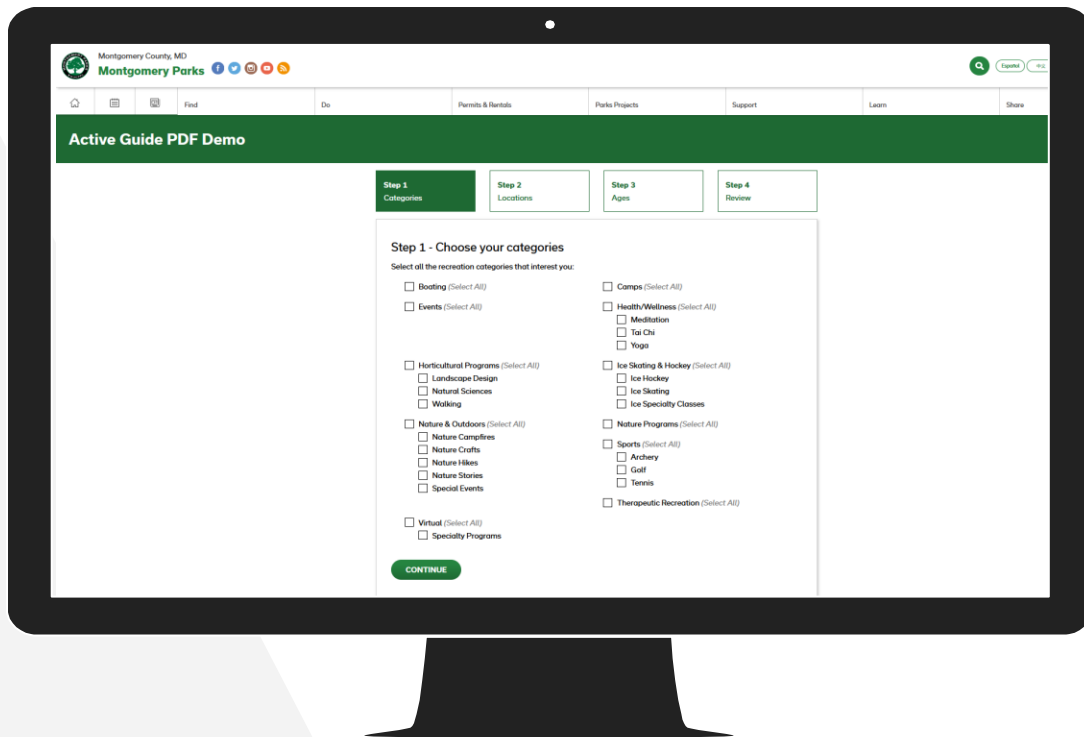 Montgomery County, MD
Montgomery Parks
Español
Find Do Permits & Rentals Parks Projects Support Learn Share
Active Guide PDF Demo
Step 1 Step 2 Step 3 Step 4
Categories Locations Ages Review
Step 1 - Choose your categories
Select all the recreation categories that interest you:
Boating (Select All)
Events (Select All)
Camps (Select All)
Health/Wellness (Select All)
Meditation
Tai Chi
Yoga
Horticultural Programs (Select All)
Landscape Design
Natural Sciences
Walking
Ice Skating & Hockey (Select All)
Ice Hockey
Ice Skating
Ice Specialty Classes
Nature & Outdoors (Select All)
Nature Campfires
Nature Crafts
Nature Hikes
Nature Stories
Special Events
Nature Programs (Select All)
Sports (Select All)
Archery
Golf
Tennis
Therapeutic Recreation (Select All)
Virtual (Select All)
Specialty Programs
CONTINUE